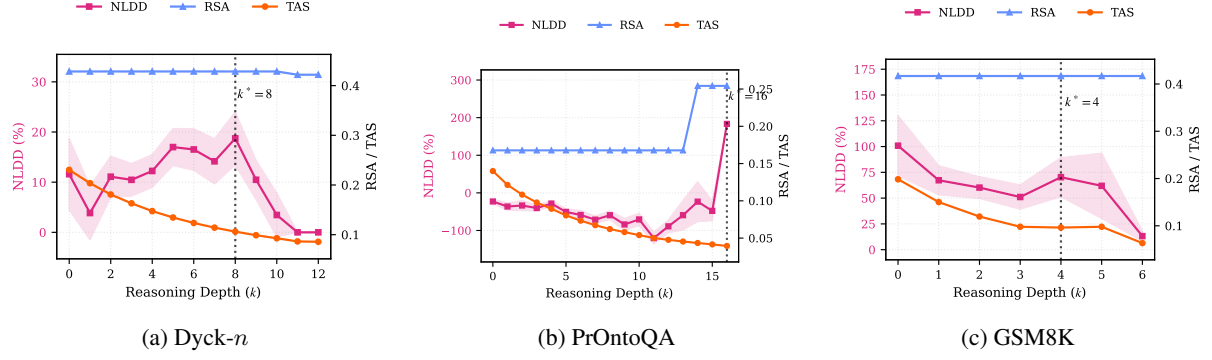 NLDD RSA TAS
30
20
10
0
NLDD (%)
0.4
0.3
0.2
0.1
RSA / TAS
k* = 8
0 2 4 6 8 10 12
Reasoning Depth (k)
(a) Dyck-n
NLDD RSA TAS
300
200
100
0
−100
NLDD (%)
0.25
0.20
0.15
0.10
0.05
RSA / TAS
k* = 16
0 5 10 15
Reasoning Depth (k)
(b) PrOntoQA
NLDD RSA TAS
175
150
125
100
75
50
25
0
NLDD (%)
0.4
0.3
0.2
0.1
RSA / TAS
k* = 4
0 1 2 3 4 5 6
Reasoning Depth (k)
(c) GSM8K